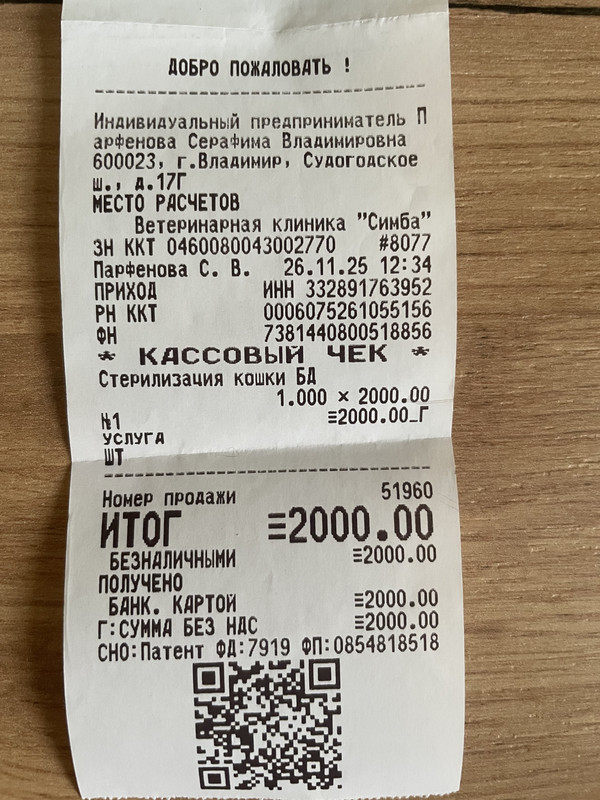 ДОБРО ПОЖАЛОВАТЬ !
Индивидуальный предприниматель П
арфенова Серафима Владимировна
600023, г.Владимир, Судогодское
ш., д.17Г
МЕСТО РАСЧЕТОВ
Ветеринарная клиника "Симба"
ЗН ККТ 0460080043002770 #8077
Парфенова С. В. 26.11.25 12:34
ПРИХОД ИНН 332891763952
РН ККТ 0006075261055156
ФН 7381440800518856
* КАССОВЫЙ ЧЕК *
Стерилизация кошки БД
1.000 × 2000.00
№1 ≡2000.00_Г
УСЛУГА
ШТ
Номер продажи 51960
ИТОГ ≡2000.00
БЕЗНАЛИЧНЫМИ ≡2000.00
ПОЛУЧЕНО
БАНК. КАРТОЙ ≡2000.00
Г:СУММА БЕЗ НДС ≡2000.00
СНО:Патент ФД:7919 ФП:0854818518